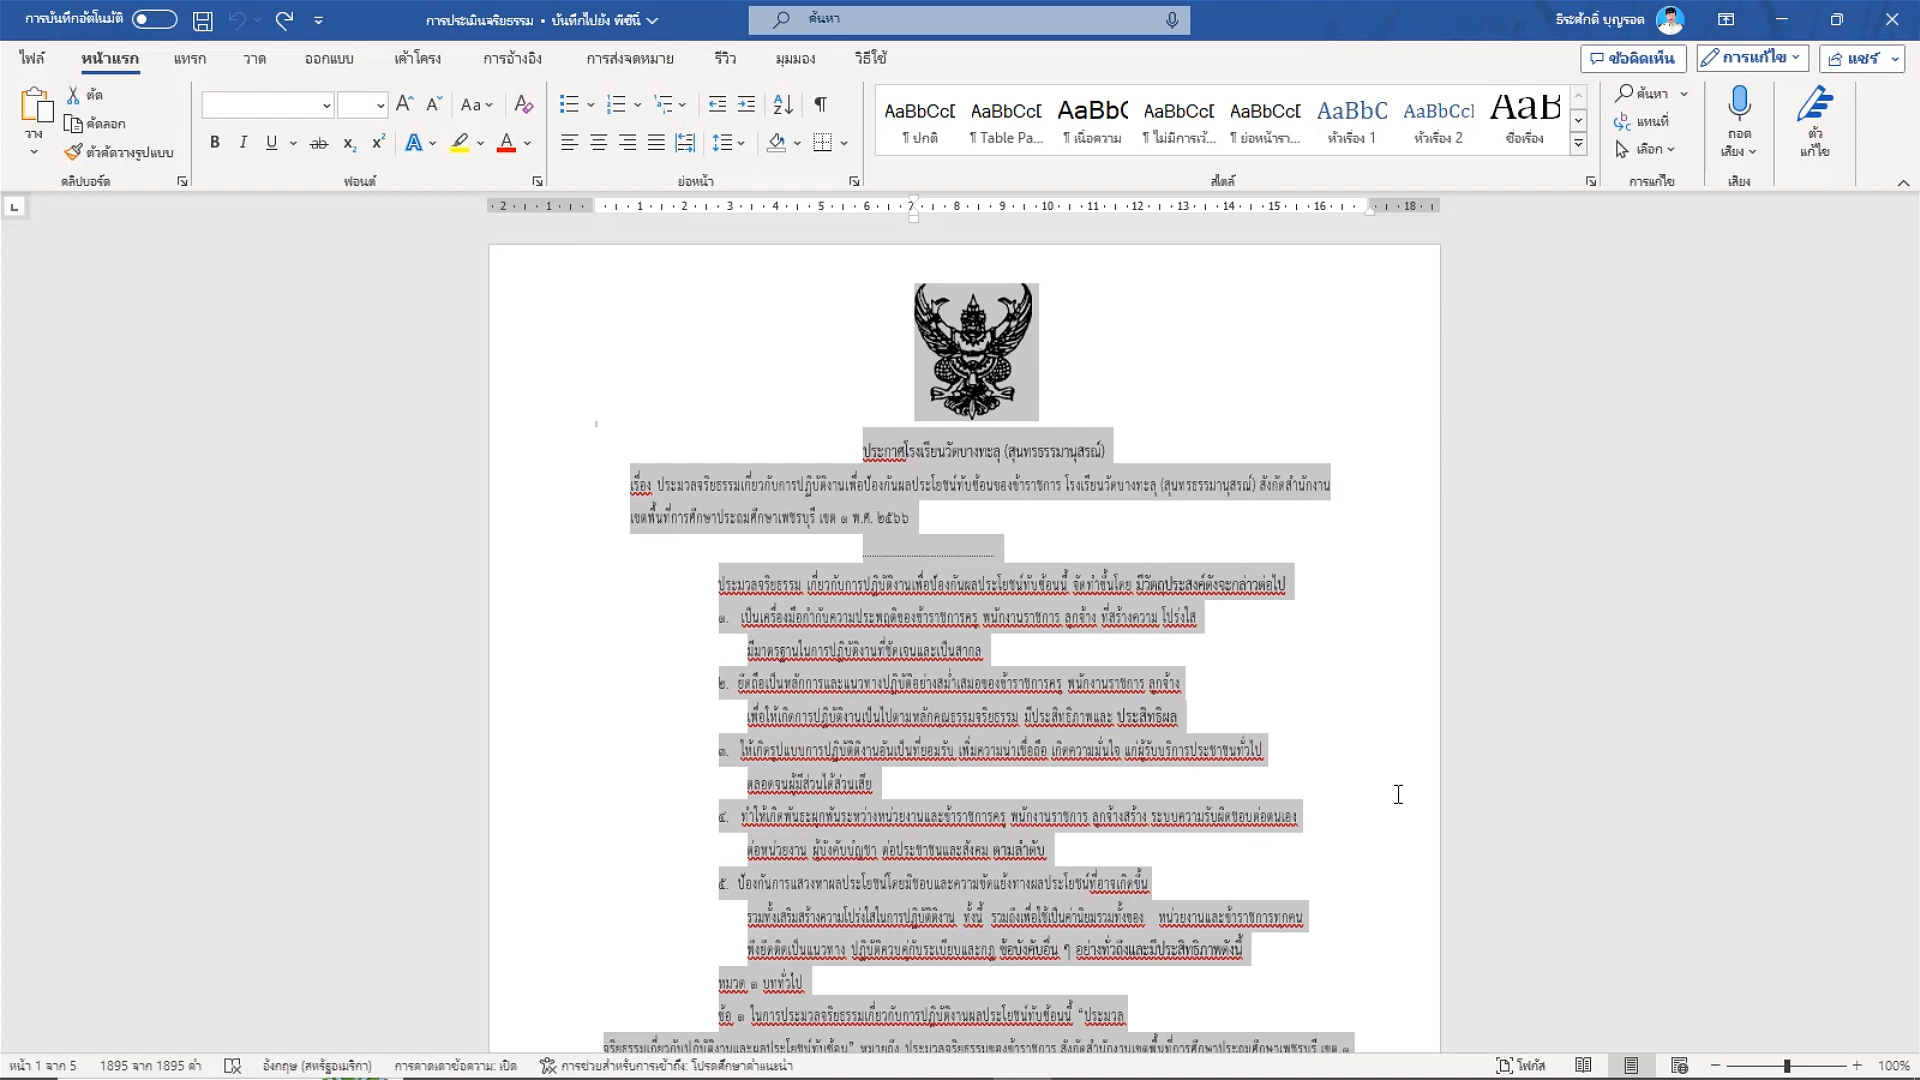 การบันทึกอัตโนมัติ
การประเมินจริยธรรม • บันทึกไปยัง พีซีนี้
ค้นหา
ธีระศักดิ์ บุญรอด
ไฟล์ หน้าแรก แทรก วาด ออกแบบ เค้าโครง การอ้างอิง การส่งจดหมาย รีวิว มุมมอง วิธีใช้
ข้อคิดเห็น การแก้ไข แชร์
วาง
ตัด
คัดลอก
ตัวคัดวางรูปแบบ
คลิปบอร์ด
Aa
B I U ab x₂ x² A A
ฟอนต์
ย่อหน้า
AaBbCcI AaBbCcI AaBbC AaBbCcI AaBbCcI AaBbC AaBbCcI AaB
¶ ปกติ ¶ Table Pa... ¶ เนื้อความ ¶ ไม่มีการเว้... ¶ ย่อหน้ารา... หัวเรื่อง 1 หัวเรื่อง 2 ชื่อเรื่อง
สไตล์
ค้นหา
แทนที่
เลือก
การแก้ไข
ถอดเสียง
เสียง
ตัวแก้ไข
2 1 1 2 3 4 5 6 7 8 9 10 11 12 13 14 15 16 18
ประกาศโรงเรียนวัดบางทะลุ (สุนทรธรรมานุสรณ์)
เรื่อง ประมวลจริยธรรมเกี่ยวกับการปฏิบัติงานเพื่อป้องกันผลประโยชน์ทับซ้อนของข้าราชการ โรงเรียนวัดบางทะลุ (สุนทรธรรมานุสรณ์) สังกัดสำนักงาน
เขตพื้นที่การศึกษาประถมศึกษาเพชรบุรี เขต ๑ พ.ศ. ๒๕๖๖
ประมวลจริยธรรม เกี่ยวกับการปฏิบัติงานเพื่อป้องกันผลประโยชน์ทับซ้อนนี้ จัดทำขึ้นโดย มีวัตถุประสงค์ดังจะกล่าวต่อไป
๑. เป็นเครื่องมือกำกับความประพฤติของข้าราชการครู พนักงานราชการ ลูกจ้าง ที่สร้างความ โปร่งใส
มีมาตรฐานในการปฏิบัติงานที่ชัดเจนและเป็นสากล
๒. ยึดถือเป็นหลักการและแนวทางปฏิบัติอย่างสม่ำเสมอของข้าราชการครู พนักงานราชการ ลูกจ้าง
เพื่อให้เกิดการปฏิบัติงานเป็นไปตามหลักคุณธรรมจริยธรรม มีประสิทธิภาพและ ประสิทธิผล
๓. ให้เกิดรูปแบบการปฏิบัติติงานอันเป็นที่ยอมรับ เพิ่มความน่าเชื่อถือ เกิดความมั่นใจ แก่ผู้รับบริการประชาชนทั่วไป
ตลอดจนผู้มีส่วนได้ส่วนเสีย
๔. ทำให้เกิดพันธะผูกพันระหว่างหน่วยงานและข้าราชการครู พนักงานราชการ ลูกจ้างสร้าง ระบบความรับผิดชอบต่อตนเอง
ต่อหน่วยงาน ผู้บังคับบัญชา ต่อประชาชนและสังคม ตามลำดับ
๕. ป้องกันการแสวงหาผลประโยชน์โดยมิชอบและความขัดแย้งทางผลประโยชน์ที่อาจเกิดขึ้น
รวมทั้งเสริมสร้างความโปร่งใสในการปฏิบัติติงาน ทั้งนี้ รวมถึงเพื่อใช้เป็นค่านิยมรวมทั้งของ หน่วยงานและข้าราชการทุกคน
พึงยึดติดเป็นแนวทาง ปฏิบัติควบคู่กับระเบียบและกฎ ข้อบังคับอื่น ๆ อย่างทั่วถึงและมีประสิทธิภาพดังนี้
หมวด ๑ บททั่วไป
ข้อ ๑ ในการประมวลจริยธรรมเกี่ยวกับการปฏิบัติงานผลประโยชน์ทับซ้อนนี้ “ประมวล
จริยธรรมเกี่ยวกับการปฏิบัติงานและผลประโยชน์ทับซ้อน” หมายถึง ประมวลจริยธรรมของข้าราชการ สังกัดสำนักงานเขตพื้นที่การศึกษาประถมศึกษาเพชรบุรี เขต ๑
หน้า 1 จาก 5 1895 จาก 1895 คำ อังกฤษ (สหรัฐอเมริกา) การคาดเดาข้อความ: เปิด การช่วยสำหรับการเข้าถึง: โปรดศึกษาคำแนะนำ โฟกัส 100%